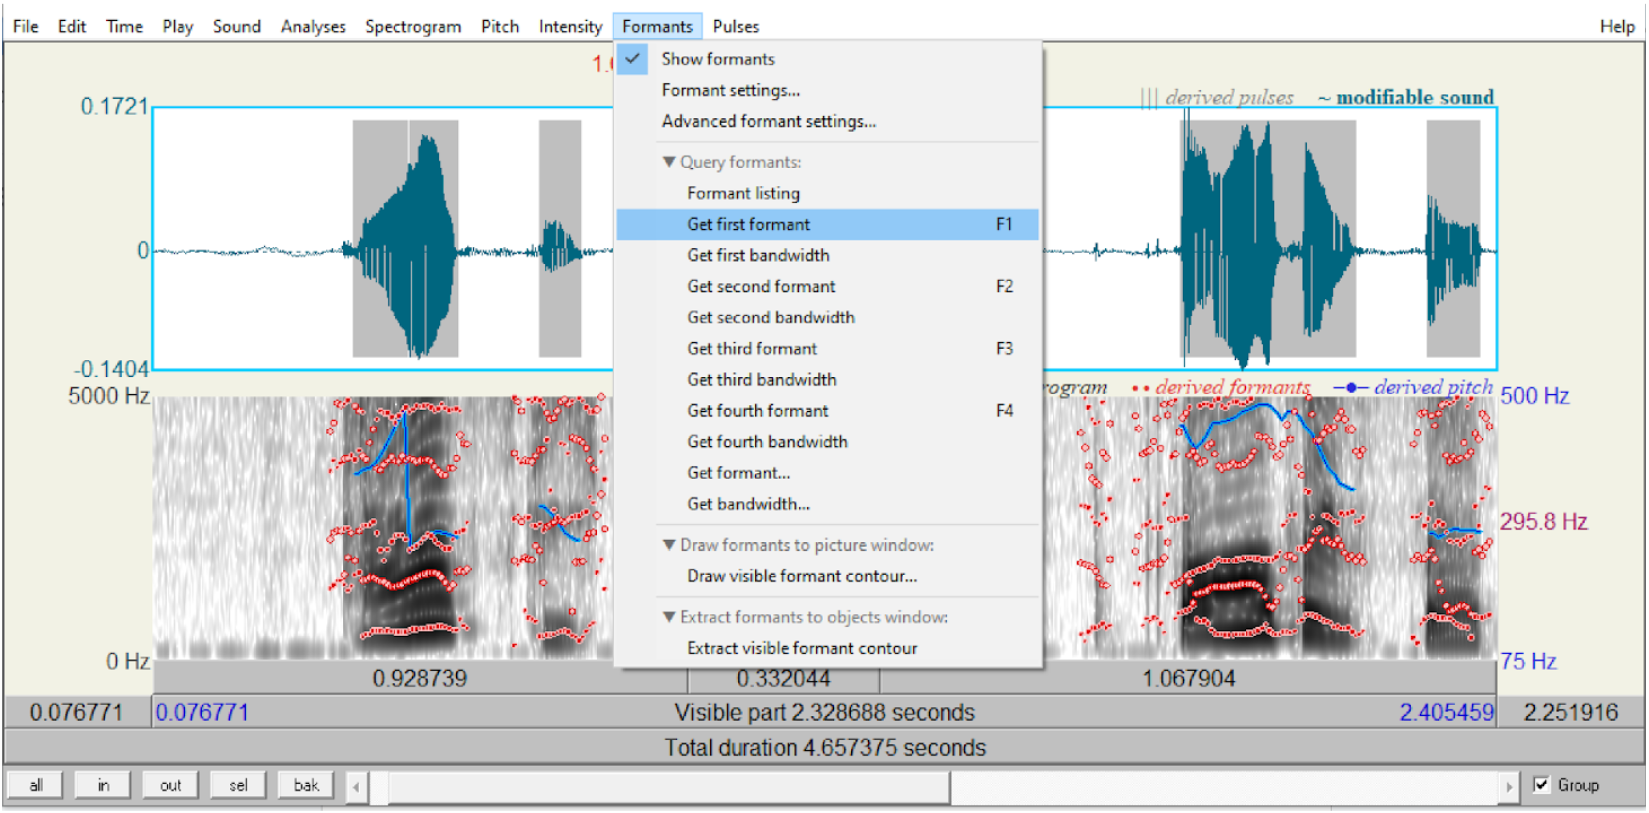 File Edit Time Play Sound Analyses Spectrogram Pitch Intensity Formants Pulses Help
Show formants
Formant settings...
Advanced formant settings...
Query formants:
Formant listing
Get first formant F1
Get first bandwidth
Get second formant F2
Get second bandwidth
Get third formant F3
Get third bandwidth
Get fourth formant F4
Get fourth bandwidth
Get formant...
Get bandwidth...
Draw formants to picture window:
Draw visible formant contour...
Extract formants to objects window:
Extract visible formant contour
derived pulses ~ modifiable sound
0.1721
0
-0.1404
derived formants derived pitch
5000 Hz 500 Hz
295.8 Hz
0 Hz 75 Hz
0.928739 0.332044 1.067904
0.076771 0.076771 Visible part 2.328688 seconds 2.405459 2.251916
Total duration 4.657375 seconds
all in out sel bak Group